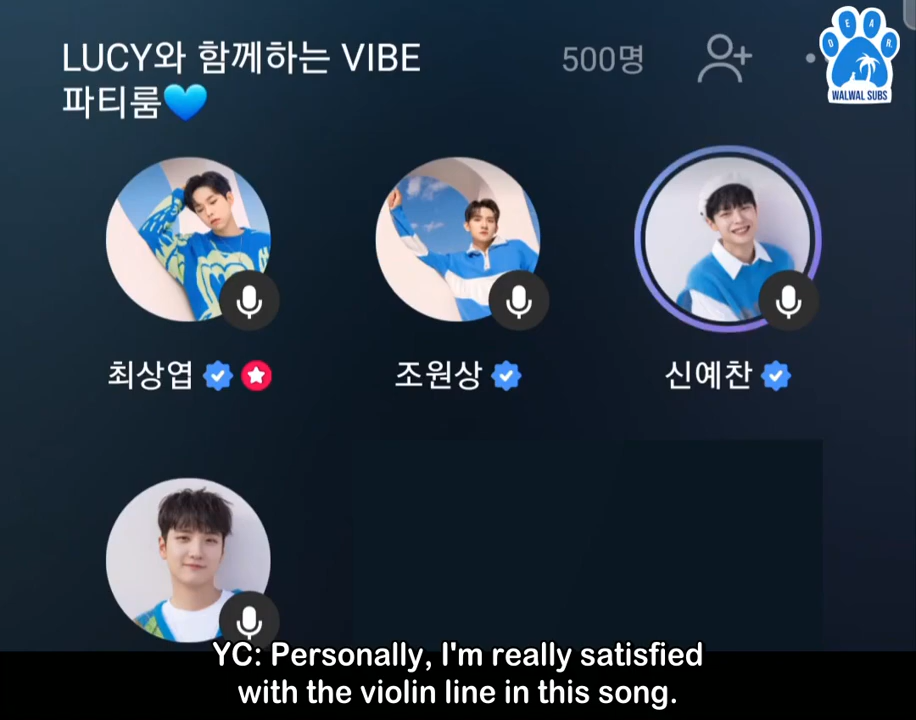 LUCY와 함께하는 VIBE
파티룸💙
500명
DEAR.
WALWAL SUBS
최상엽
조원상
신예찬
YC: Personally, I'm really satisfied
with the violin line in this song.